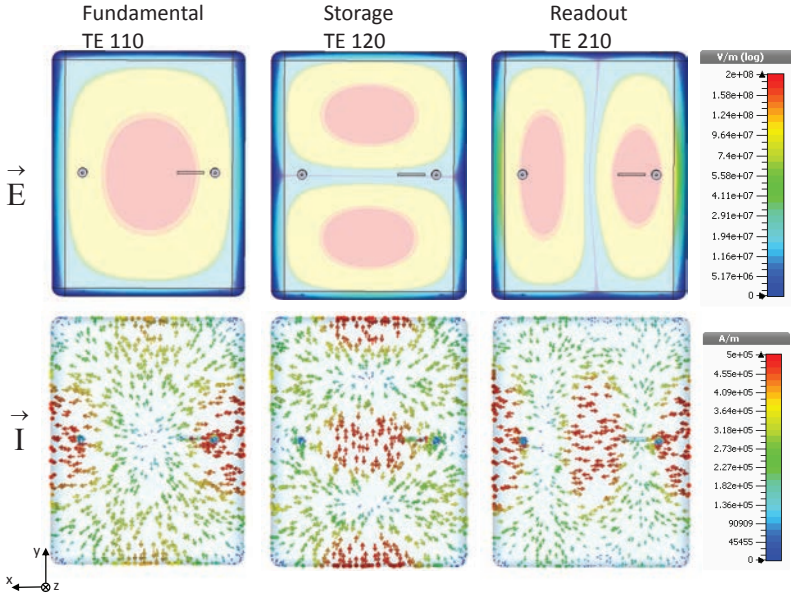 Fundamental
TE 110
Storage
TE 120
Readout
TE 210
V/m (log)
2e+08
1.58e+08
1.24e+08
9.64e+07
7.4e+07
5.58e+07
4.11e+07
2.91e+07
1.94e+07
1.16e+07
5.17e+06
0
E
A/m
5e+05
4.55e+05
4.09e+05
3.64e+05
3.18e+05
2.73e+05
2.27e+05
1.82e+05
1.36e+05
90909
45455
0
I
y
x
z